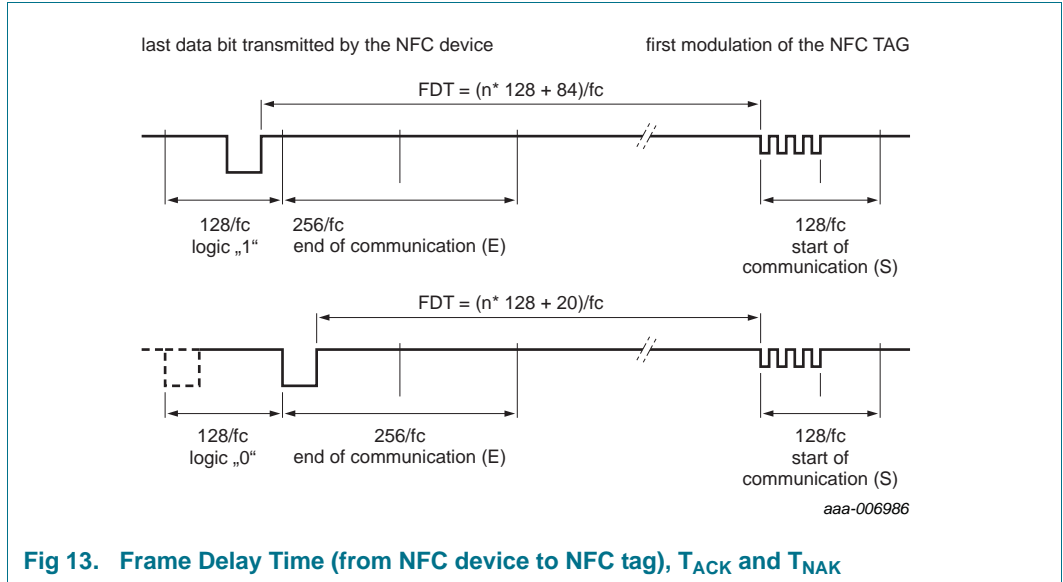 last data bit transmitted by the NFC device
first modulation of the NFC TAG
FDT = (n* 128 + 84)/fc
128/fc
logic „1“
256/fc
end of communication (E)
128/fc
start of
communication (S)
FDT = (n* 128 + 20)/fc
128/fc
logic „0“
256/fc
end of communication (E)
128/fc
start of
communication (S)
aaa-006986
Fig 13. Frame Delay Time (from NFC device to NFC tag), TACK and TNAK